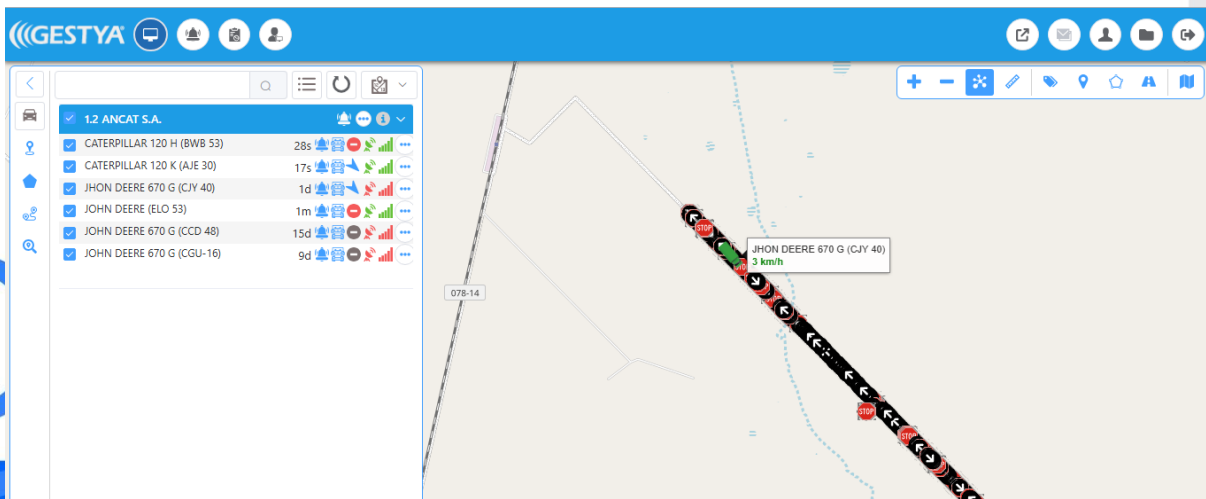 GESTYA®
1.2 ANCAT S.A.
CATERPILLAR 120 H (BWB 53) 28s
CATERPILLAR 120 K (AJE 30) 17s
JHON DEERE 670 G (CJY 40) 1d
JOHN DEERE (ELO 53) 1m
JOHN DEERE 670 G (CCD 48) 15d
JOHN DEERE 670 G (CGU-16) 9d
STOP
JHON DEERE 670 G (CJY 40)
3 km/h
078-14
STOP
STOP